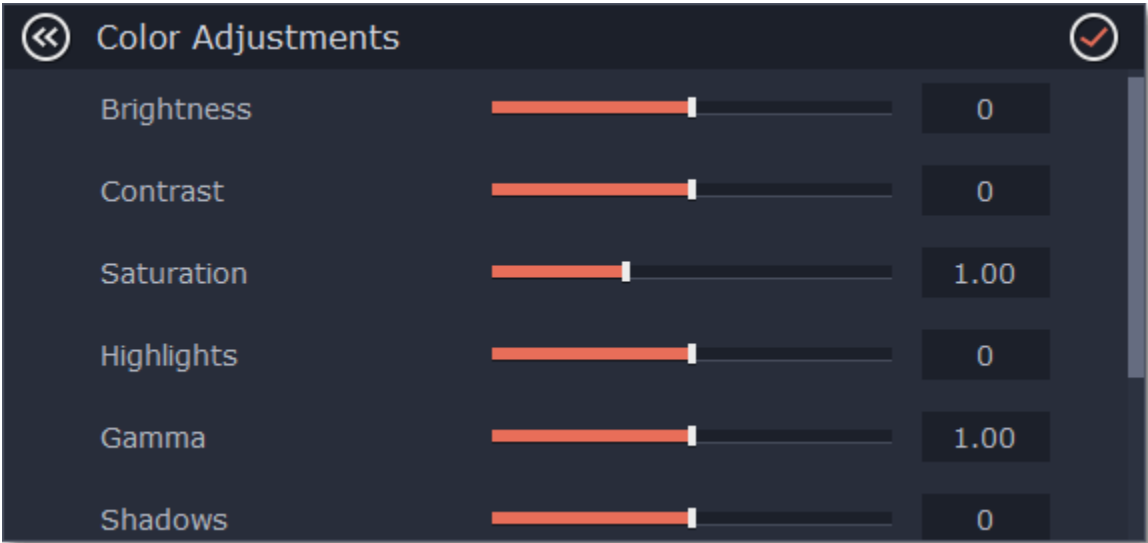 Color Adjustments
Brightness 0
Contrast 0
Saturation 1.00
Highlights 0
Gamma 1.00
Shadows 0